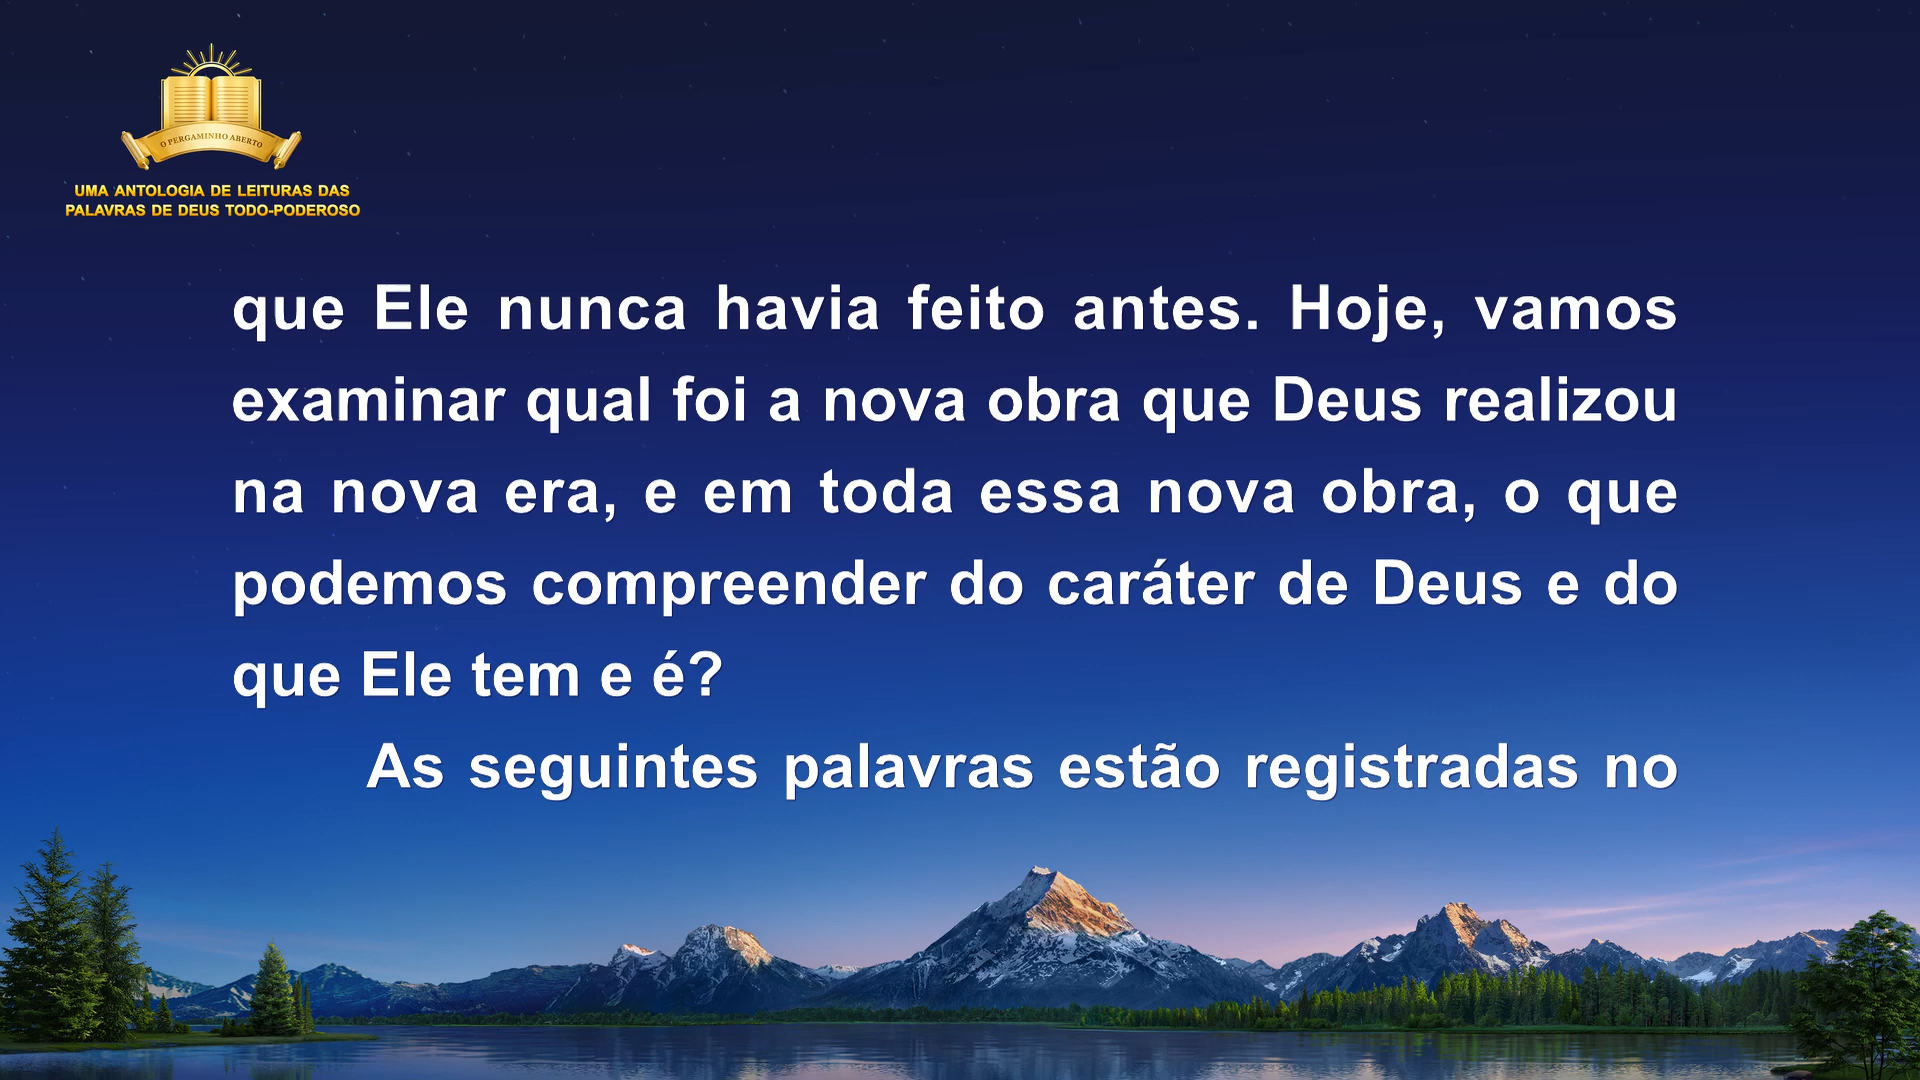 O PERGAMINHO ABERTO
UMA ANTOLOGIA DE LEITURAS DAS
PALAVRAS DE DEUS TODO-PODEROSO
que Ele nunca havia feito antes. Hoje, vamos
examinar qual foi a nova obra que Deus realizou
na nova era, e em toda essa nova obra, o que
podemos compreender do caráter de Deus e do
que Ele tem e é?
As seguintes palavras estão registradas no